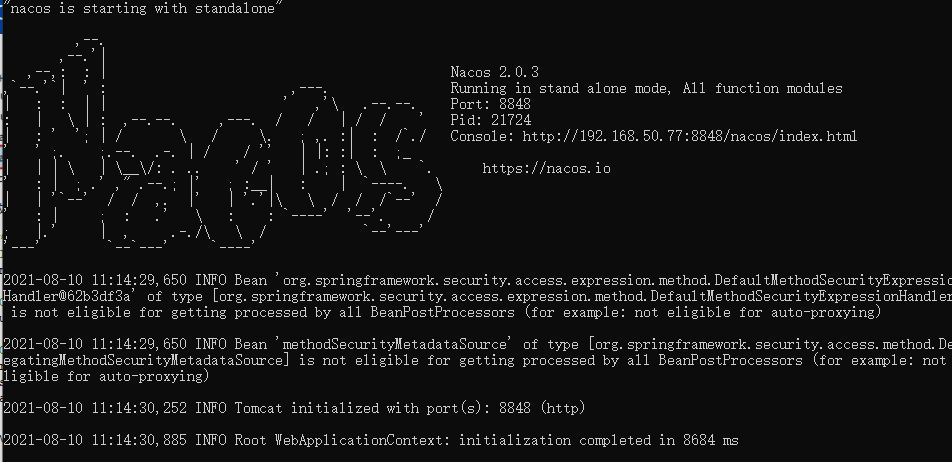 "nacos is starting with standalone"
Nacos 2.0.3
Running in stand alone mode, All function modules
Port: 8848
Pid: 21724
Console: http://192.168.50.77:8848/nacos/index.html
https://nacos.io
2021-08-10 11:14:29,650 INFO Bean 'org.springframework.security.access.expression.method.DefaultMethodSecurityExpressio
Handler@62b3df3a' of type [org.springframework.security.access.expression.method.DefaultMethodSecurityExpressionHandler
is not eligible for getting processed by all BeanPostProcessors (for example: not eligible for auto-proxying)
2021-08-10 11:14:29,650 INFO Bean 'methodSecurityMetadataSource' of type [org.springframework.security.access.method.De
egatingMethodSecurityMetadataSource] is not eligible for getting processed by all BeanPostProcessors (for example: not
ligible for auto-proxying)
2021-08-10 11:14:30,252 INFO Tomcat initialized with port(s): 8848 (http)
2021-08-10 11:14:30,885 INFO Root WebApplicationContext: initialization completed in 8684 ms